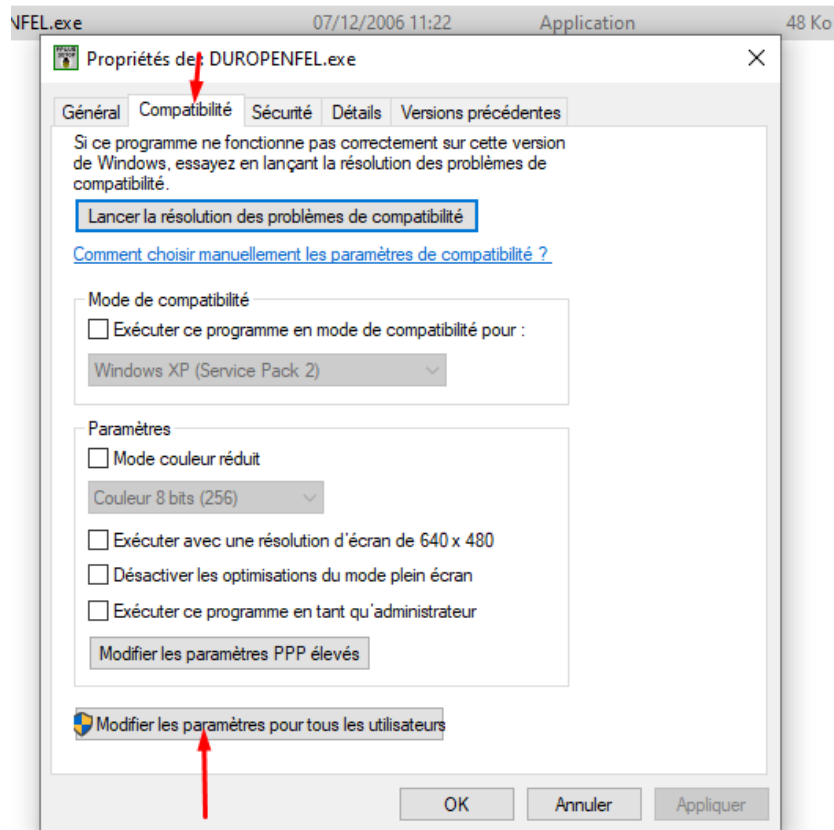 NFEL.exe 07/12/2006 11:22 Application 48 Ko
Propriétés de : DUROPENFEL.exe
Général Compatibilité Sécurité Détails Versions précédentes
Si ce programme ne fonctionne pas correctement sur cette version
de Windows, essayez en lançant la résolution des problèmes de
compatibilité.
Lancer la résolution des problèmes de compatibilité
Comment choisir manuellement les paramètres de compatibilité ?
Mode de compatibilité
Exécuter ce programme en mode de compatibilité pour :
Windows XP (Service Pack 2)
Paramètres
Mode couleur réduit
Couleur 8 bits (256)
Exécuter avec une résolution d’écran de 640 x 480
Désactiver les optimisations du mode plein écran
Exécuter ce programme en tant qu’administrateur
Modifier les paramètres PPP élevés
Modifier les paramètres pour tous les utilisateurs
OK Annuler Appliquer